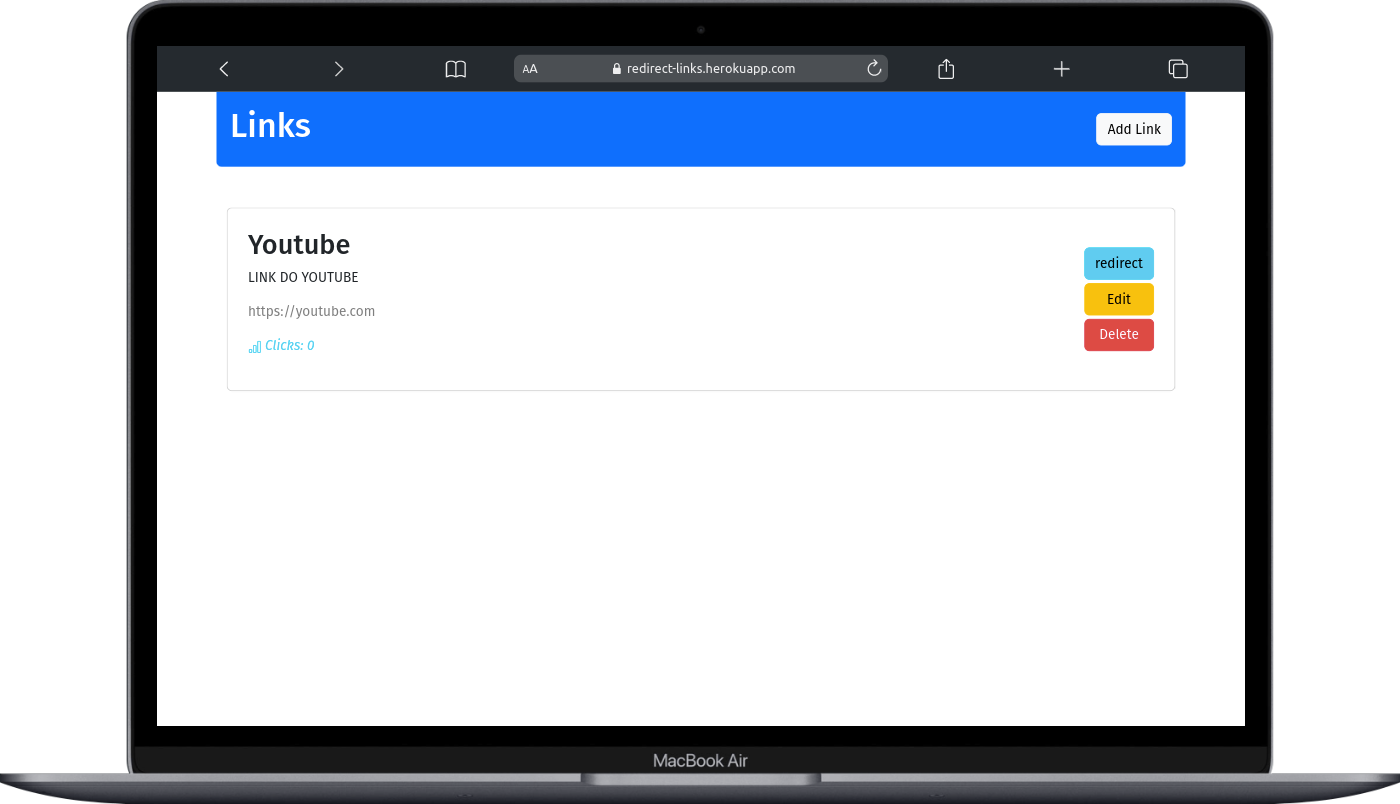 AA
redirect-links.herokuapp.com
Links
Add Link
Youtube
LINK DO YOUTUBE
https://youtube.com
Clicks: 0
redirect
Edit
Delete
MacBook Air